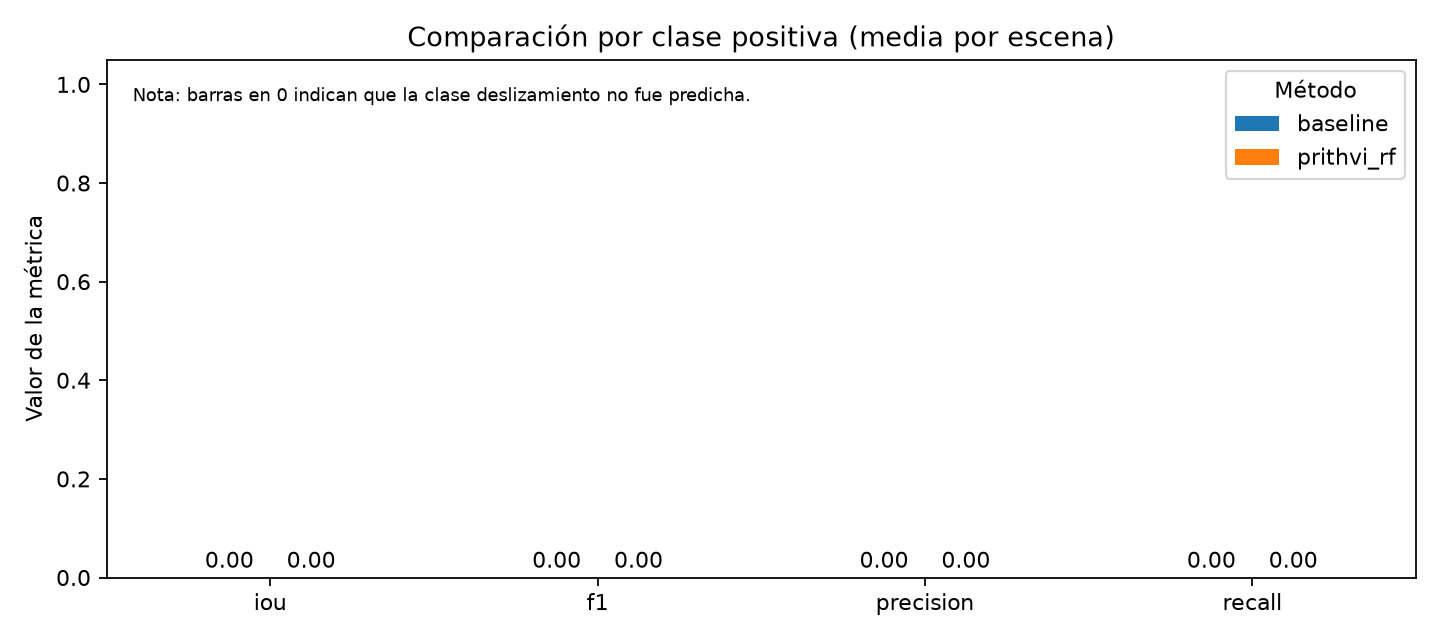 Comparación por clase positiva (media por escena)
Nota: barras en 0 indican que la clase deslizamiento no fue predicha.
Método
baseline
prithvi_rf
Valor de la métrica
1.0
0.8
0.6
0.4
0.2
0.0
0.00 0.00 0.00 0.00 0.00 0.00 0.00 0.00
iou f1 precision recall